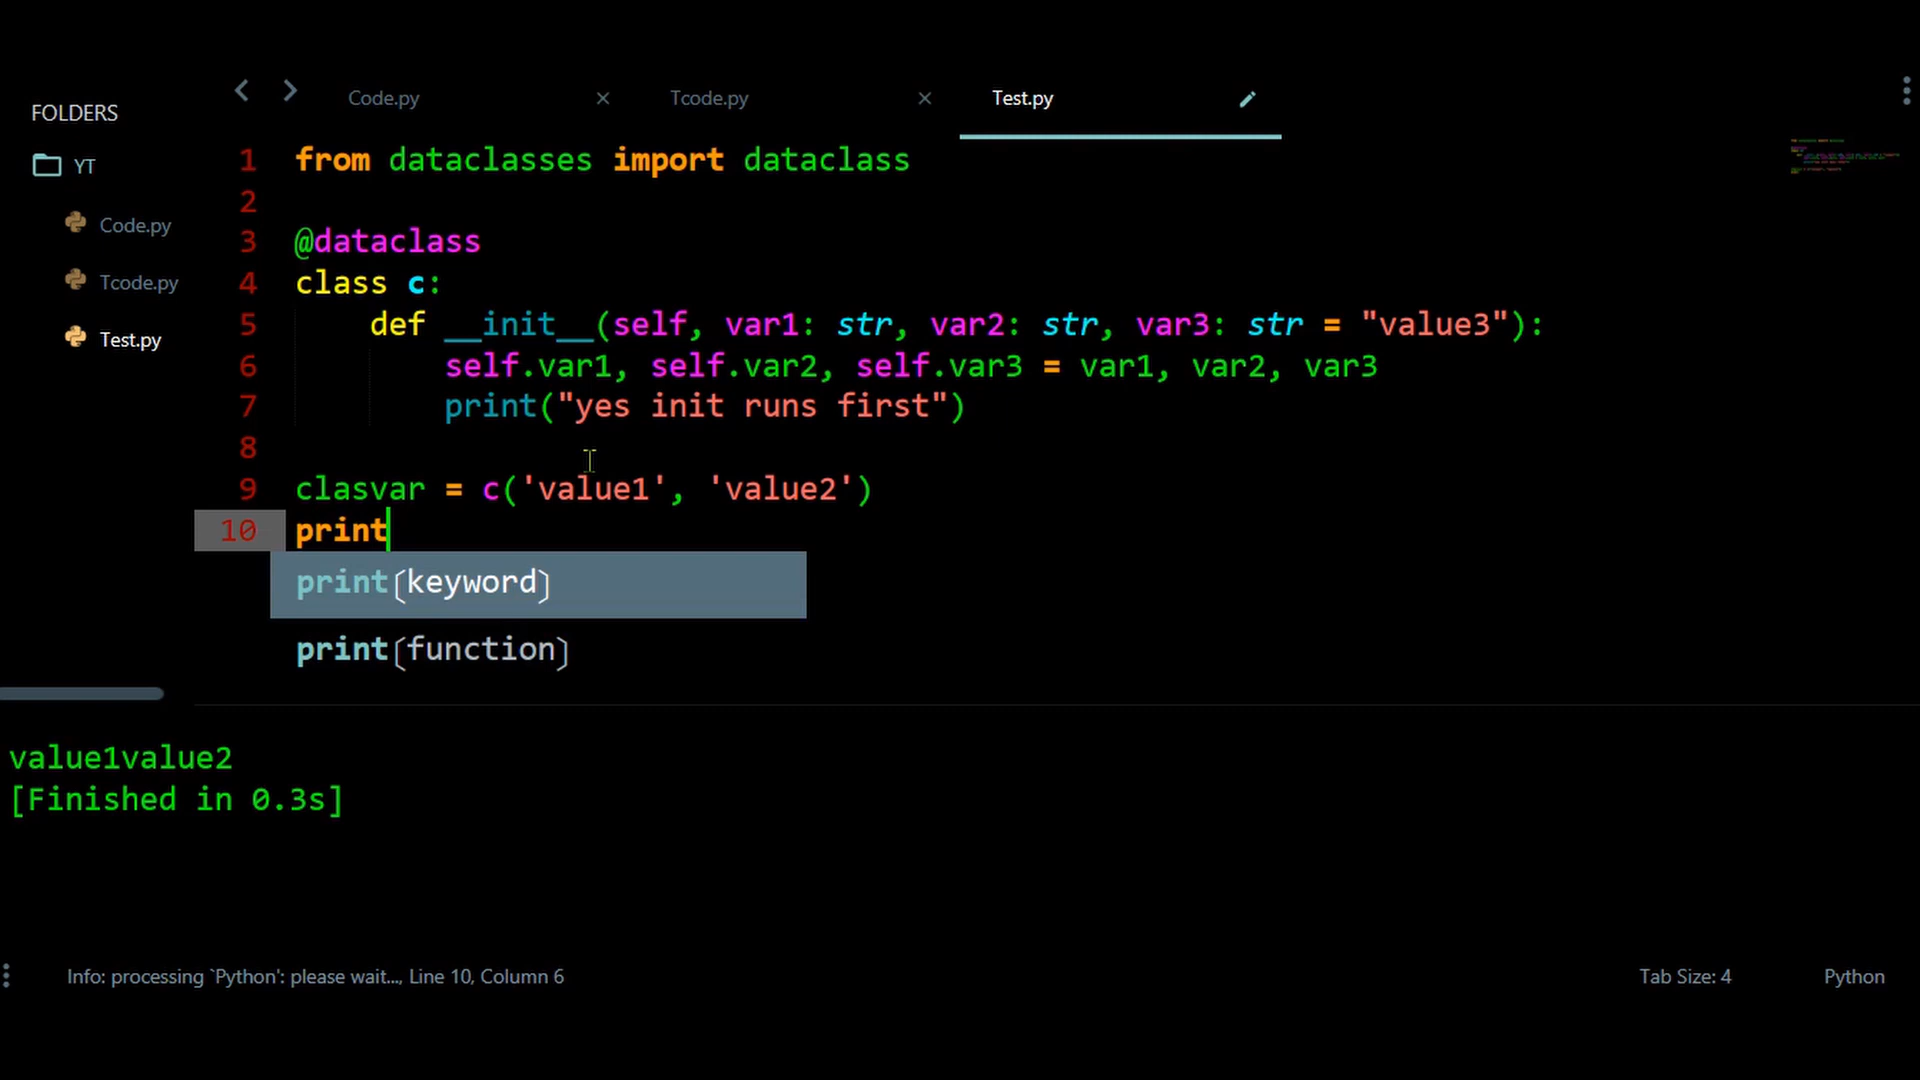 FOLDERS
YT
Code.py
Tcode.py
Test.py
Code.py × Tcode.py × Test.py
1 from dataclasses import dataclass
2
3 @dataclass
4 class c:
5 def __init__(self, var1: str, var2: str, var3: str = "value3"):
6 self.var1, self.var2, self.var3 = var1, var2, var3
7 print("yes init runs first")
8
9 clasvar = c('value1', 'value2')
10 print
print(keyword)
print(function)
value1value2
[Finished in 0.3s]
Info: processing `Python': please wait..., Line 10, Column 6 Tab Size: 4 Python